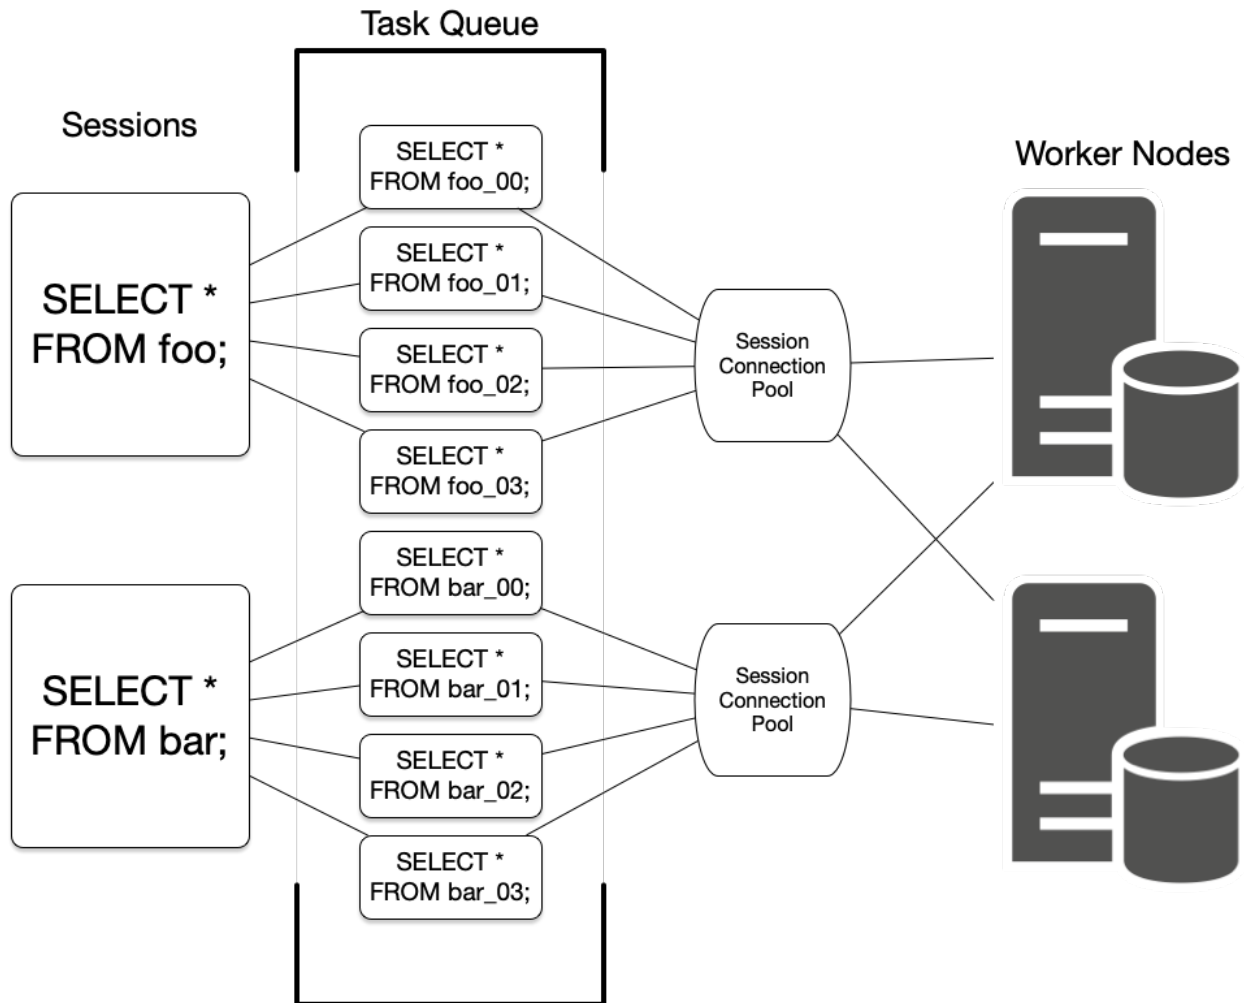 Task Queue
Sessions
Worker Nodes
SELECT *
FROM foo;
SELECT *
FROM foo_00;
SELECT *
FROM foo_01;
SELECT *
FROM foo_02;
SELECT *
FROM foo_03;
Session
Connection
Pool
SELECT *
FROM bar;
SELECT *
FROM bar_00;
SELECT *
FROM bar_01;
SELECT *
FROM bar_02;
SELECT *
FROM bar_03;
Session
Connection
Pool